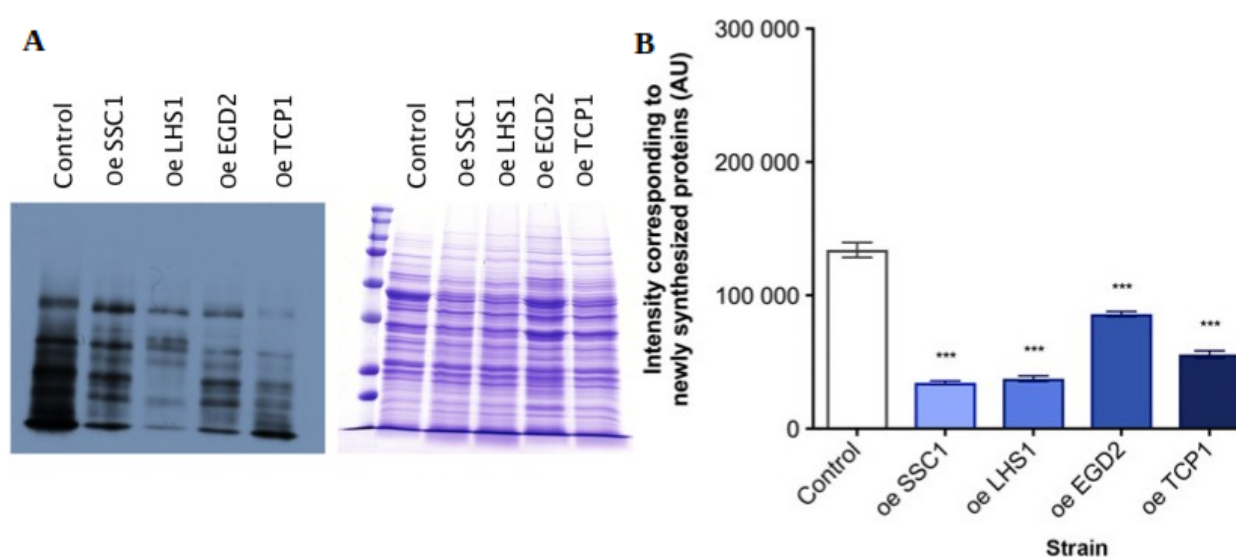 A
Control
oe SSC1
oe LHS1
oe EGD2
oe TCP1
Control
oe SSC1
oe LHS1
oe EGD2
oe TCP1
B
Intensity corresponding to
newly synthesized proteins (AU)
300 000
200 000
100 000
0
***
***
***
***
Control
oe SSC1
oe LHS1
oe EGD2
oe TCP1
Strain